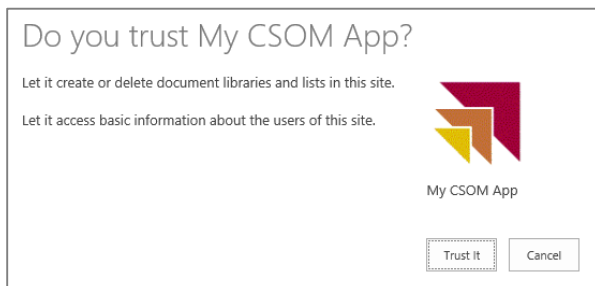 Do you trust My CSOM App?
Let it create or delete document libraries and lists in this site.
Let it access basic information about the users of this site.
My CSOM App
Trust It
Cancel